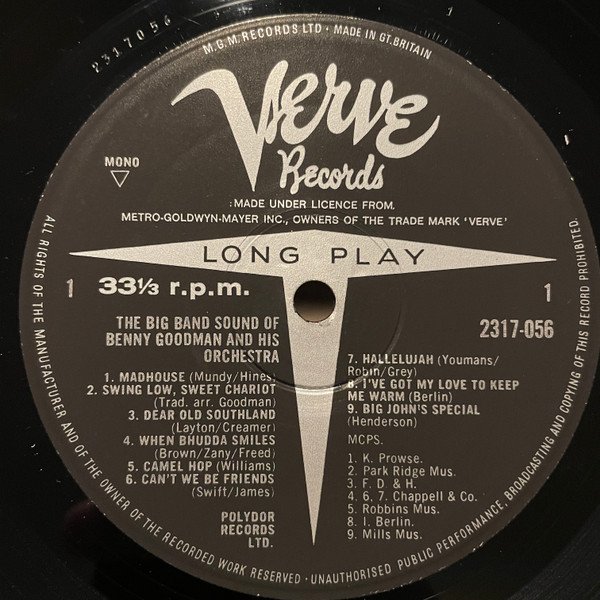 2317056
1
M.G.M. RECORDS LTD · MADE IN GT. BRITAIN
Verve
Records
MONO
:MADE UNDER LICENCE FROM.
METRO-GOLDWYN-MAYER INC., OWNERS OF THE TRADE MARK 'VERVE'
LONG PLAY
1 33⅓ r.p.m.
1
2317-056
THE BIG BAND SOUND OF
BENNY GOODMAN AND HIS
ORCHESTRA
1. MADHOUSE (Mundy/Hines)
2. SWING LOW, SWEET CHARIOT
(Trad. arr. Goodman)
3. DEAR OLD SOUTHLAND
(Layton/Creamer)
4. WHEN BHUDDA SMILES
(Brown/Zany/Freed)
5. CAMEL HOP (Williams)
6. CAN'T WE BE FRIENDS
(Swift/James)
7. HALLELUJAH (Youmans/
Robin/Grey)
8. I'VE GOT MY LOVE TO KEEP
ME WARM (Berlin)
9. BIG JOHN'S SPECIAL
(Henderson)
MCPS.
1. K. Prowse.
2. Park Ridge Mus.
3. F. D. & H.
4, 6, 7. Chappell & Co.
5. Robbins Mus.
8. I. Berlin.
9. Mills Mus.
POLYDOR
RECORDS
LTD.
ALL RIGHTS OF THE MANUFACTURER AND OF THE OWNER OF THE RECORDED WORK RESERVED · UNAUTHORISED PUBLIC PERFORMANCE, BROADCASTING AND COPYING OF THIS RECORD PROHIBITED.